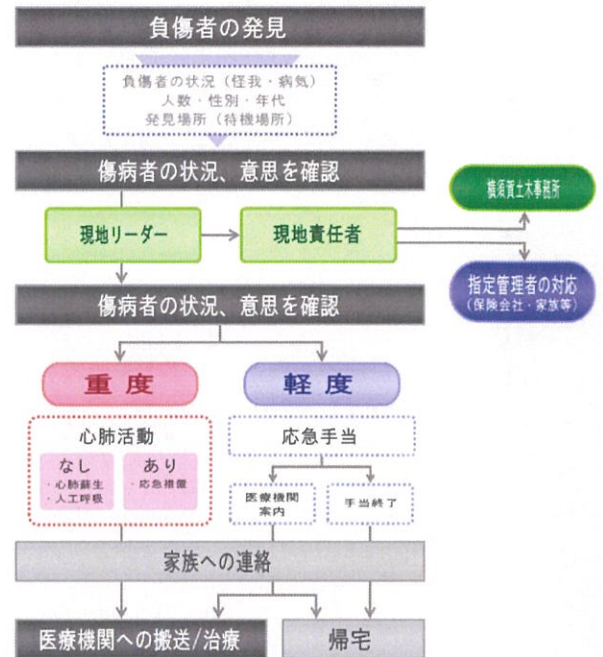 負傷者の発見
負傷者の状況（怪我・病気）
人数・性別・年代
発見場所（待機場所）
傷病者の状況、意思を確認
現地リーダー
現地責任者
横須賀土木事務所
指定管理者の対応
（保険会社・家族等）
傷病者の状況、意思を確認
重度
軽度
心肺活動
なし
・心肺蘇生
・人工呼吸
あり
・応急措置
応急手当
医療機関
案内
手当終了
家族への連絡
医療機関への搬送/治療
帰宅